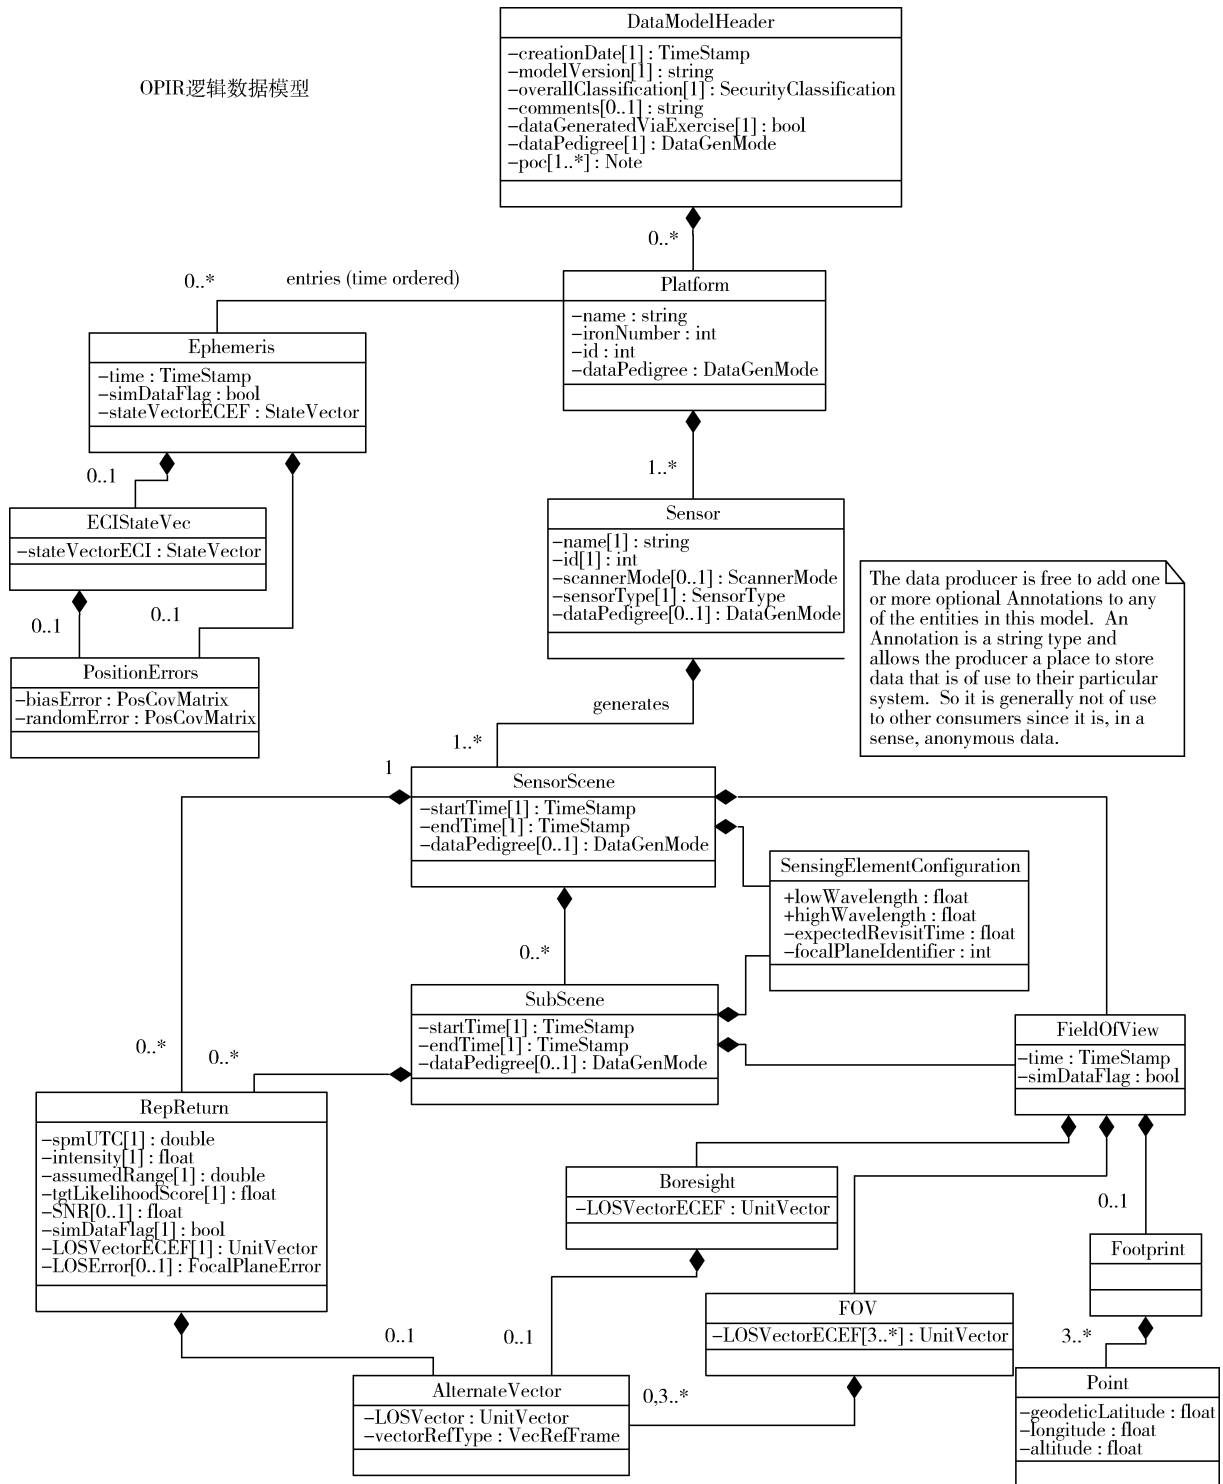 DataModelHeader
–creationDate[1] : TimeStamp
–modelVersion[1] : string
–overallClassification[1] : SecurityClassification
–comments[0..1] : string
–dataGeneratedViaExercise[1] : bool
–dataPedigree[1] : DataGenMode
–poc[1..*] : Note
OPIR逻辑数据模型
0..*
0..*
entries (time ordered)
Platform
–name : string
–ironNumber : int
–id : int
–dataPedigree : DataGenMode
Ephemeris
–time : TimeStamp
–simDataFlag : bool
–stateVectorECEF : StateVector
0..1
1..*
ECIStateVec
–stateVectorECI : StateVector
Sensor
–name[1] : string
–id[1] : int
–scannerMode[0..1] : ScannerMode
–sensorType[1] : SensorType
–dataPedigree[0..1] : DataGenMode
The data producer is free to add one
or more optional Annotations to any
of the entities in this model. An
Annotation is a string type and
allows the producer a place to store
data that is of use to their particular
system. So it is generally not of use
to other consumers since it is, in a
sense, anonymous data.
0..1
0..1
PositionErrors
–biasError : PosCovMatrix
–randomError : PosCovMatrix
generates
1..*
1
SensorScene
–startTime[1] : TimeStamp
–endTime[1] : TimeStamp
–dataPedigree[0..1] : DataGenMode
SensingElementConfiguration
+lowWavelength : float
+highWavelength : float
–expectedRevisitTime : float
–focalPlaneIdentifier : int
0..*
SubScene
–startTime[1] : TimeStamp
–endTime[1] : TimeStamp
–dataPedigree[0..1] : DataGenMode
FieldOfView
–time : TimeStamp
–simDataFlag : bool
0..*
0..*
RepReturn
–spmUTC[1] : double
–intensity[1] : float
–assumedRange[1] : double
–tgtLikelihoodScore[1] : float
–SNR[0..1] : float
–simDataFlag[1] : bool
–LOSVectorECEF[1] : UnitVector
–LOSError[0..1] : FocalPlaneError
Boresight
–LOSVectorECEF : UnitVector
0..1
Footprint
FOV
–LOSVectorECEF[3..*] : UnitVector
0..1
0..1
3..*
AlternateVector
–LOSVector : UnitVector
–vectorRefType : VecRefFrame
0,3..*
Point
–geodeticLatitude : float
–longitude : float
–altitude : float